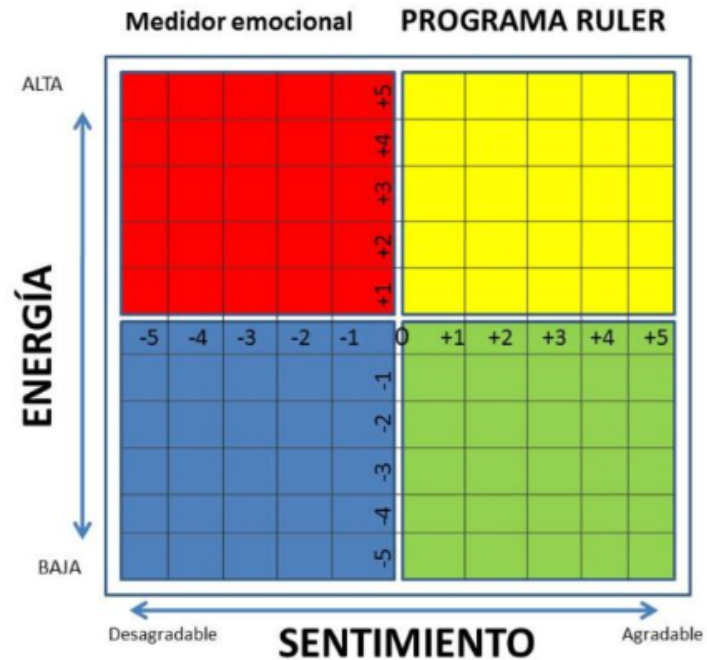 Medidor emocional PROGRAMA RULER
ALTA
+5
+4
+3
+2
+1
ENERGÍA
-5 -4 -3 -2 -1 0 +1 +2 +3 +4 +5
-1
-2
-3
-4
-5
BAJA
Desagradable SENTIMIENTO Agradable